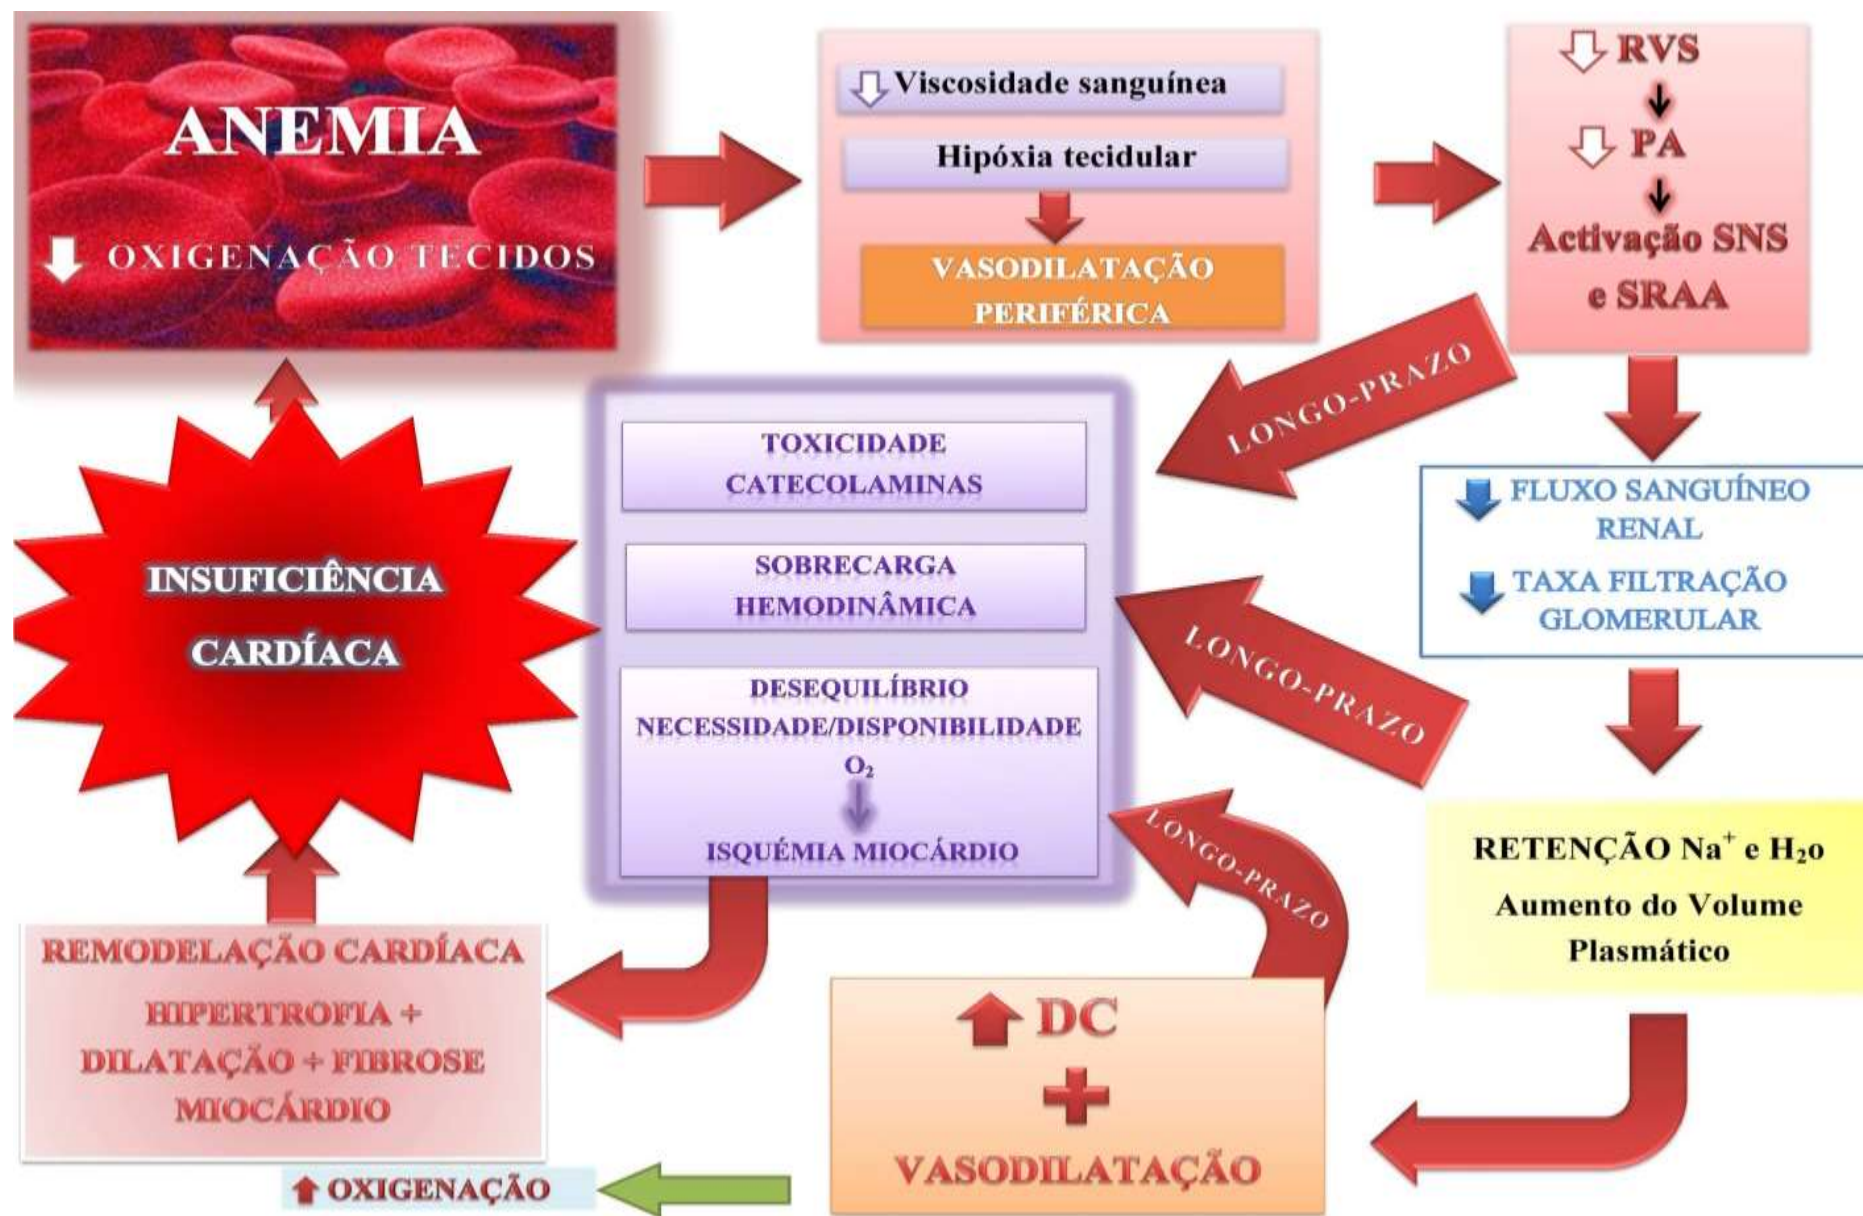 ANEMIA
OXIGENAÇÃO TECIDOS
Viscosidade sanguínea
Hipóxia tecidular
VASODILATAÇÃO
PERIFÉRICA
RVS
PA
Activação SNS
e SRAA
LONGO-PRAZO
FLUXO SANGUÍNEO
RENAL
TAXA FILTRAÇÃO
GLOMERULAR
LONGO-PRAZO
RETENÇÃO Na⁺ e H₂o
Aumento do Volume
Plasmático
LONGO-PRAZO
DC
VASODILATAÇÃO
OXIGENAÇÃO
TOXICIDADE
CATECOLAMINAS
SOBRECARGA
HEMODINÂMICA
DESEQUILÍBRIO
NECESSIDADE/DISPONIBILIDADE
O₂
ISQUÉMIA MIOCÁRDIO
REMODELAÇÃO CARDÍACA
HIPERTROFIA +
DILATAÇÃO + FIBROSE
MIOCÁRDIO
INSUFICIÊNCIA
CARDÍACA